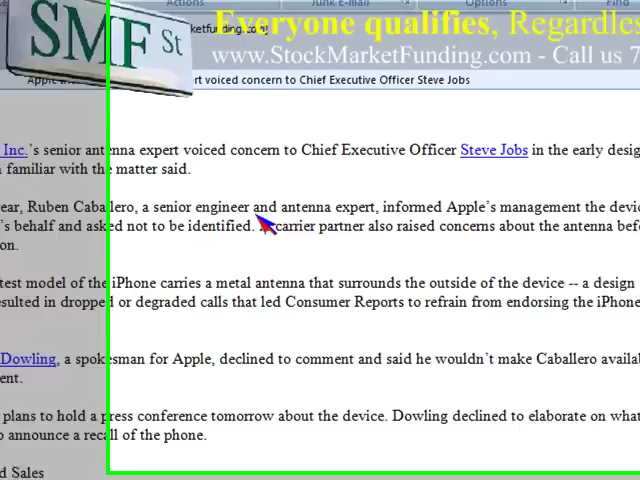 Actions
Junk E-mail
Options
Find
Everyone qualifies, Regardles
SMF St
ketfunding.com]
www.StockMarketFunding.com - Call us 7
rt voiced concern to Chief Executive Officer Steve Jobs
Inc.'s senior antenna expert voiced concern to Chief Executive Officer Steve Jobs in the early desig
familiar with the matter said.
ear, Ruben Caballero, a senior engineer and antenna expert, informed Apple's management the devi
's behalf and asked not to be identified. A carrier partner also raised concerns about the antenna befo
on.
test model of the iPhone carries a metal antenna that surrounds the outside of the device -- a design
esulted in dropped or degraded calls that led Consumer Reports to refrain from endorsing the iPhone
Dowling, a spokesman for Apple, declined to comment and said he wouldn't make Caballero availa
ent.
plans to hold a press conference tomorrow about the device. Dowling declined to elaborate on what
o announce a recall of the phone.
d Sales